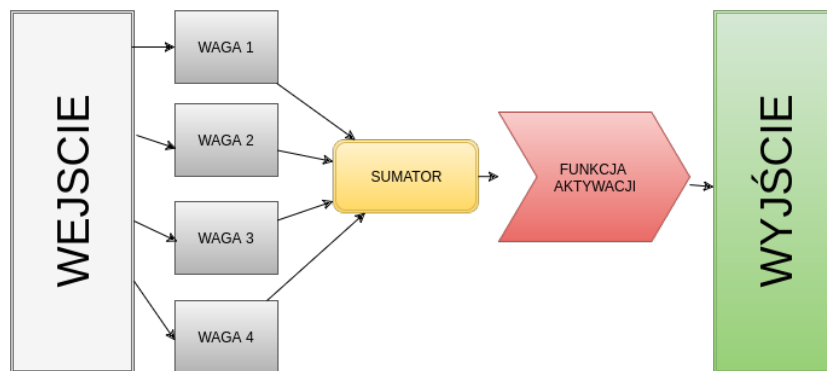 WEJSCIE
WAGA 1
WAGA 2
WAGA 3
WAGA 4
SUMATOR
FUNKCJA
AKTYWACJI
WYJŚCIE